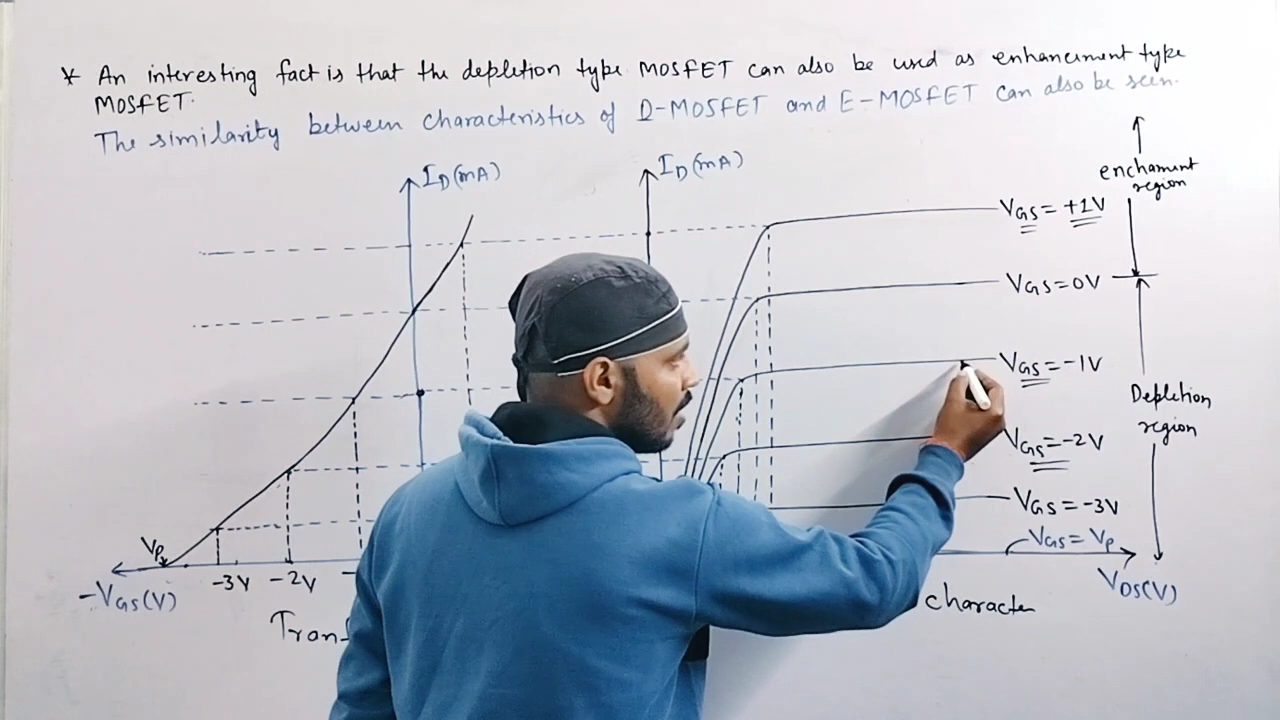 * An interesting fact is that the depletion type MOSFET can also be used as enhancement type
MOSFET.
The similarity between characteristics of D-MOSFET and E-MOSFET can also be seen.
ID(mA)
ID(mA)
enchament
region
VGS = +1V
VGS = 0V
VGS = -1V
Depletion
region
VGS = -2V
VGS = -3V
VGS = VP
VP
-3V -2V
-VGS(V)
VDS(V)
Tranf
character